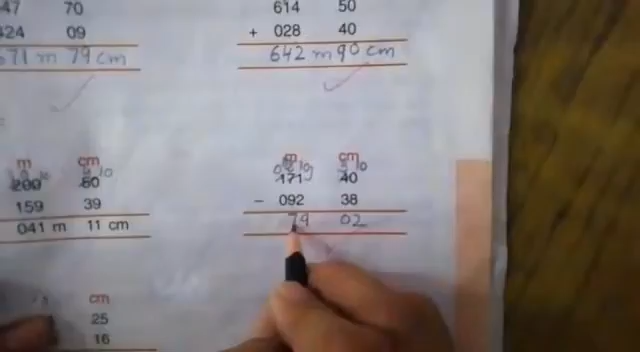 47 70
424 09
671 m 79 cm
614 50
+ 028 40
642 m 90 cm
m cm
200 50
159 39
041 m 11 cm
m cm
171 40
- 092 38
79 02
cm
25
16